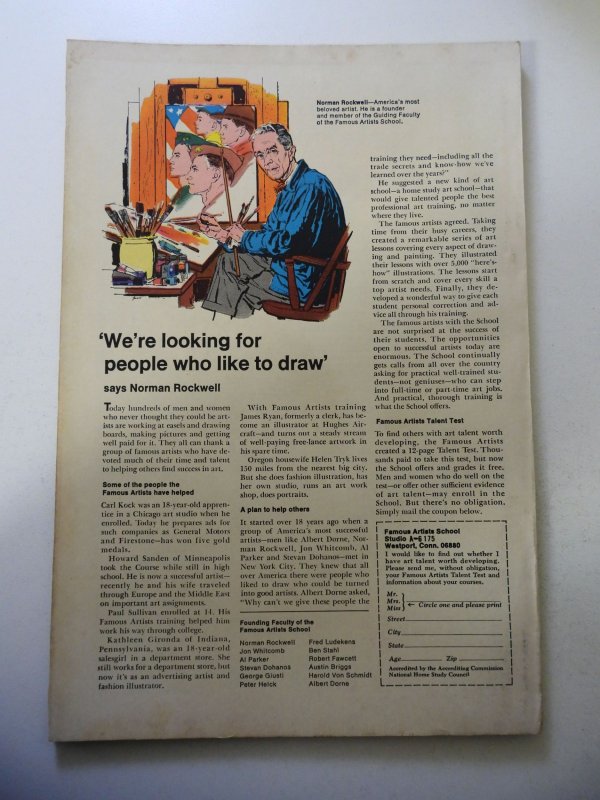 Norman Rockwell—America's most
beloved artist. He is a founder
and member of the Guiding Faculty
of the Famous Artists School.
'We're looking for
people who like to draw'
says Norman Rockwell
Today hundreds of men and women
who never thought they could be art-
ists are working at easels and drawing
boards, making pictures and getting
well paid for it. They all can thank a
group of famous artists who have de-
voted much of their time and talent
to helping others find success in art.
Some of the people the
Famous Artists have helped
Carl Kock was an 18-year-old appren-
tice in a Chicago art studio when he
enrolled. Today he prepares ads for
such companies as General Motors
and Firestone—has won five gold
medals.
Howard Sanden of Minneapolis
took the Course while still in high
school. He is now a successful artist—
recently he and his wife traveled
through Europe and the Middle East
on important art assignments.
Paul Sullivan enrolled at 14. His
Famous Artists training helped him
work his way through college.
Kathleen Gironda of Indiana,
Pennsylvania, was an 18-year-old
salesgirl in a department store. She
still works for a department store, but
now it's as an advertising artist and
fashion illustrator.
With Famous Artists training
James Ryan, formerly a clerk, has be-
come an illustrator at Hughes Air-
craft—and turns out a steady stream
of well-paying free-lance artwork in
his spare time.
Oregon housewife Helen Tryk lives
150 miles from the nearest big city.
But she does fashion illustration, has
her own studio, runs an art work
shop, does portraits.
A plan to help others
It started over 18 years ago when a
group of America's most successful
artists—men like Albert Dorne, Nor-
man Rockwell, Jon Whitcomb, Al
Parker and Stevan Dohanos—met in
New York City. They knew that all
over America there were people who
liked to draw who could be turned
into good artists. Albert Dorne asked,
"Why can't we give these people the
Founding Faculty of the
Famous Artists School
Norman Rockwell
Jon Whitcomb
Al Parker
Stevan Dohanos
George Giusti
Peter Helck
Fred Ludekens
Ben Stahl
Robert Fawcett
Austin Briggs
Harold Von Schmidt
Albert Dorne
training they need—including all the
trade secrets and know-how we've
learned over the years?"
He suggested a new kind of art
school—a home study art school—that
would give talented people the best
professional art training, no matter
where they live.
The famous artists agreed. Taking
time from their busy careers, they
created a remarkable series of art
lessons covering every aspect of draw-
ing and painting. They illustrated
their lessons with over 5,000 "here's-
how" illustrations. The lessons start
from scratch and cover every skill a
top artist needs. Finally, they de-
veloped a wonderful way to give each
student personal correction and ad-
vice all through his training.
The famous artists with the School
are not surprised at the success of
their students. The opportunities
open to successful artists today are
enormous. The School continually
gets calls from all over the country
asking for practical well-trained stu-
dents—not geniuses—who can step
into full-time or part-time art jobs.
And practical, thorough training is
what the School offers.
Famous Artists Talent Test
To find others with art talent worth
developing, the Famous Artists
created a 12-page Talent Test. Thou-
sands paid to take this test, but now
the School offers and grades it free.
Men and women who do well on the
test—or offer other sufficient evidence
of art talent—may enroll in the
School. But there's no obligation.
Simply mail the coupon below.
Famous Artists School
Studio A-6175
Westport, Conn. 06880
I would like to find out whether I
have art talent worth developing.
Please send me, without obligation,
your Famous Artists Talent Test and
information about your courses.
Mr.
Mrs.
Miss
← Circle one and please print
Street
City
State
Age Zip
Accredited by the Accrediting Commission
National Home Study Council